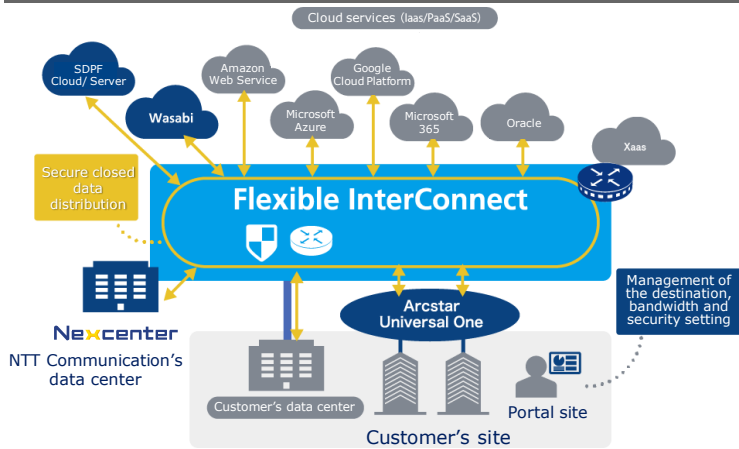 Cloud services (Iaas/PaaS/SaaS)
SDPF
Cloud/ Server
Amazon
Web Service
Google
Cloud Platform
Wasabi
Microsoft
Azure
Microsoft
365
Oracle
Xaas
Secure closed
data
distribution
Flexible InterConnect
Management of
the destination,
bandwidth and
security setting
Arcstar
Universal One
Nexcenter
NTT Communication's
data center
Customer's data center
Portal site
Customer's site